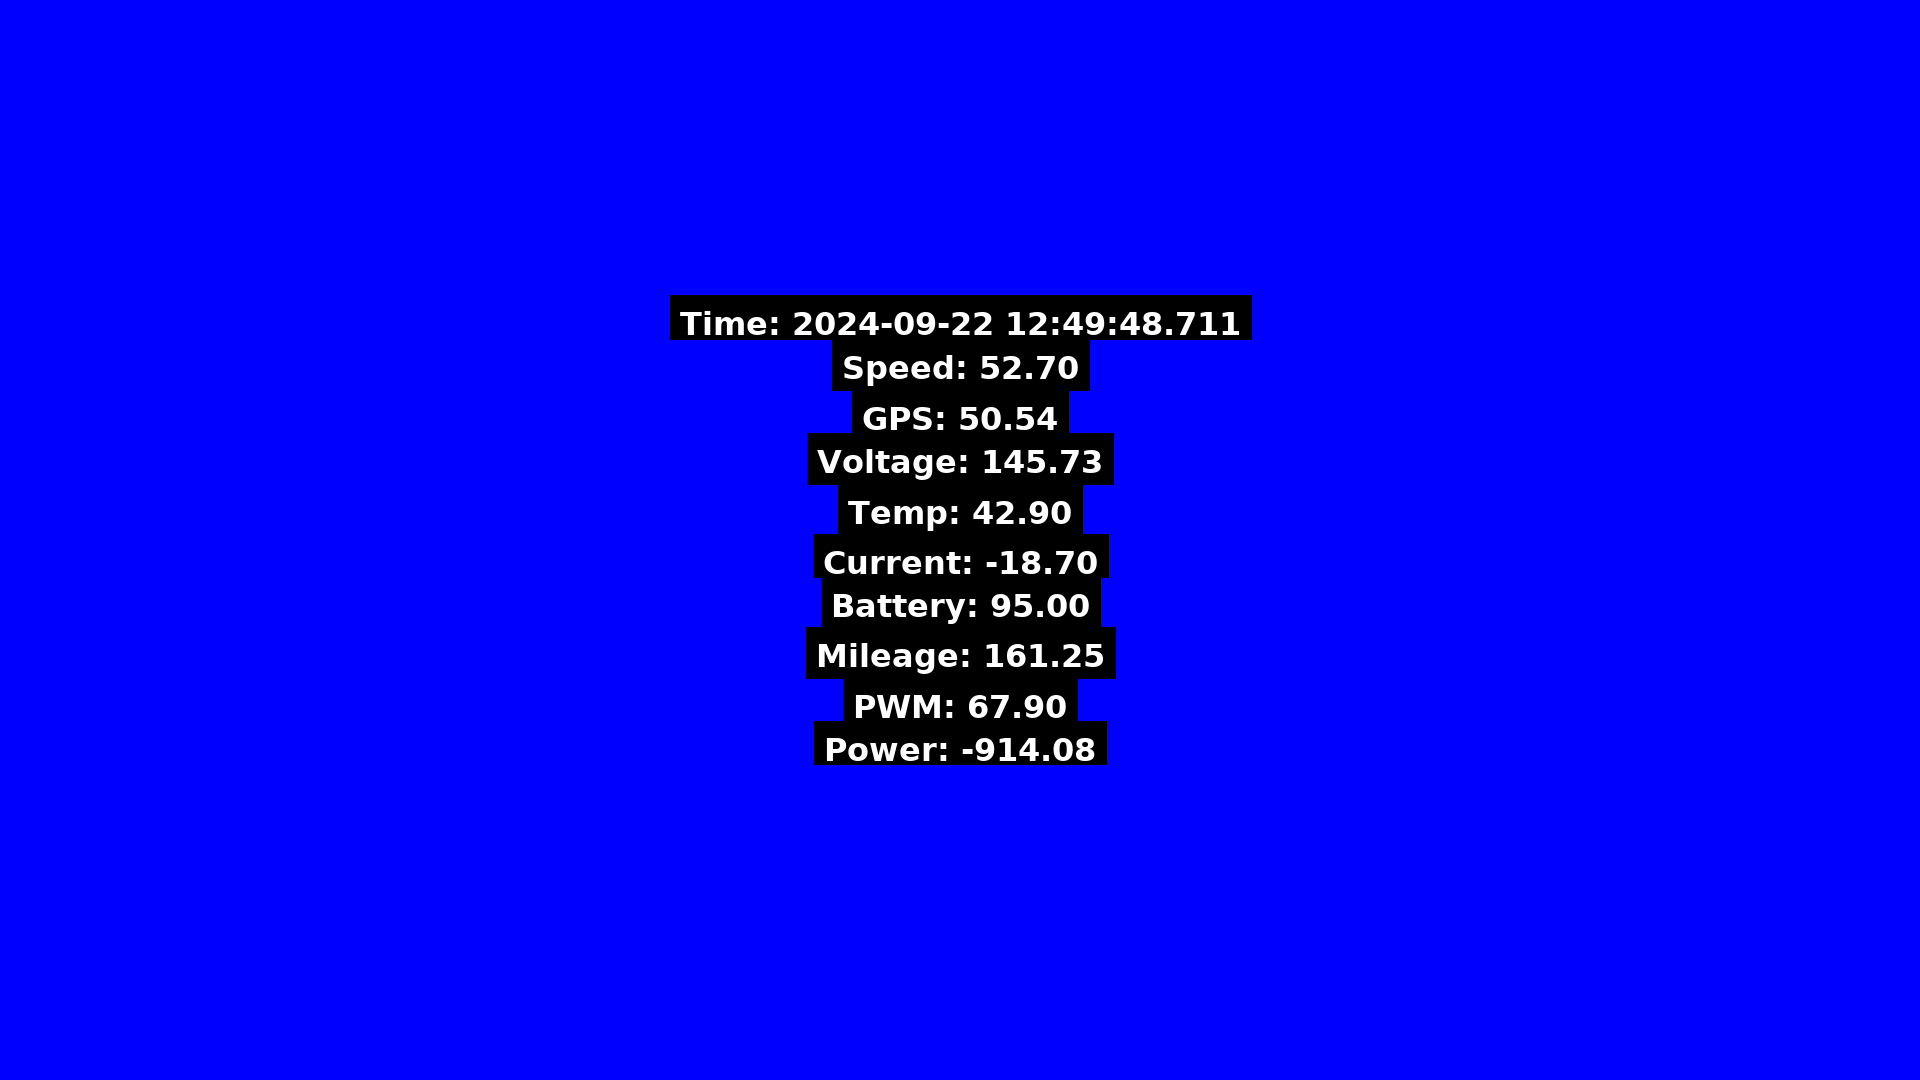 Time: 2024-09-22 12:49:48.711
Speed: 52.70
GPS: 50.54
Voltage: 145.73
Temp: 42.90
Current: -18.70
Battery: 95.00
Mileage: 161.25
PWM: 67.90
Power: -914.08